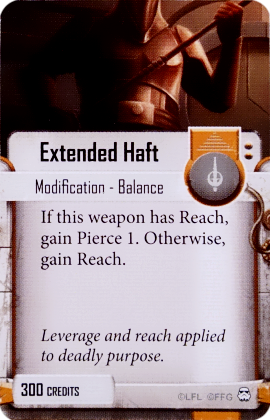 Extended Haft
Modification - Balance
If this weapon has Reach,
gain Pierce 1. Otherwise,
gain Reach.
Leverage and reach applied
to deadly purpose.
300 CREDITS
©LFL ©FFG